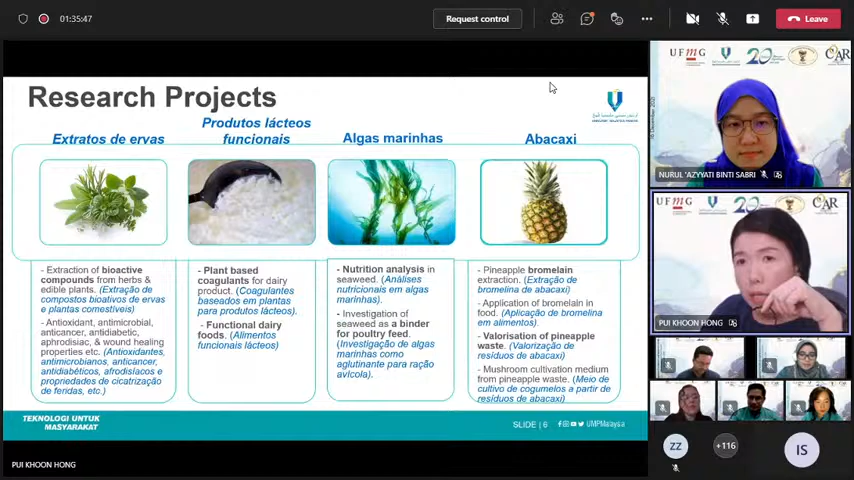 01:35:47
Request control
Leave
Research Projects
Extratos de ervas
Produtos lácteos
funcionais
Algas marinhas
Abacaxi
- Extraction of bioactive
compounds from herbs &
edible plants. (Extração de
compostos bioativos de ervas
e plantas comestíveis)
- Antioxidant, antimicrobial,
anticancer, antidiabetic,
aphrodisiac, & wound healing
properties etc. (Antioxidantes,
antimicrobianos, anticancer,
antidiabéticos, afrodisíacos e
propriedades de cicatrização
de feridas, etc.)
- Plant based
coagulants for dairy
product. (Coagulantes
baseados em plantas
para produtos lácteos).
- Functional dairy
foods. (Alimentos
funcionais lácteos)
- Nutrition analysis in
seaweed. (Análises
nutricionais em algas
marinhas).
- Investigation of
seaweed as a binder
for poultry feed.
(Investigação de algas
marinhas como
aglutinante para ração
avícola).
- Pineapple bromelain
extraction. (Extração de
bromelina de abacaxi)
- Application of bromelain in
food. (Aplicação de bromelina
em alimentos).
- Valorisation of pineapple
waste. (Valorização de
resíduos de abacaxi)
- Mushroom cultivation medium
from pineapple waste. (Meio de
cultivo de cogumelos a partir de
resíduos de abacaxi)
TEKNOLOGI UNTUK
MASYARAKAT
SLIDE | 6
UMPMalaysia
PUI KHOON HONG
UFMG
20
CAR
NURUL 'AZYYATI BINTI SABRI
UFMG
20
CAR
PUI KHOON HONG
ZZ
+116
IS